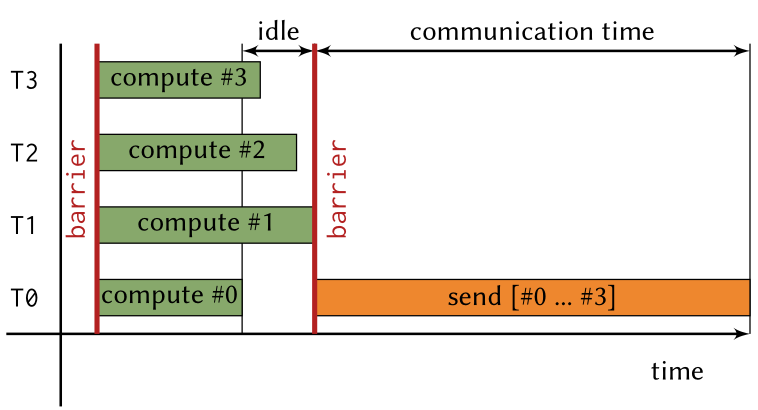 idle
communication time
T3
compute #3
T2
compute #2
barrier
barrier
T1
compute #1
T0
compute #0
send [#0 ... #3]
time